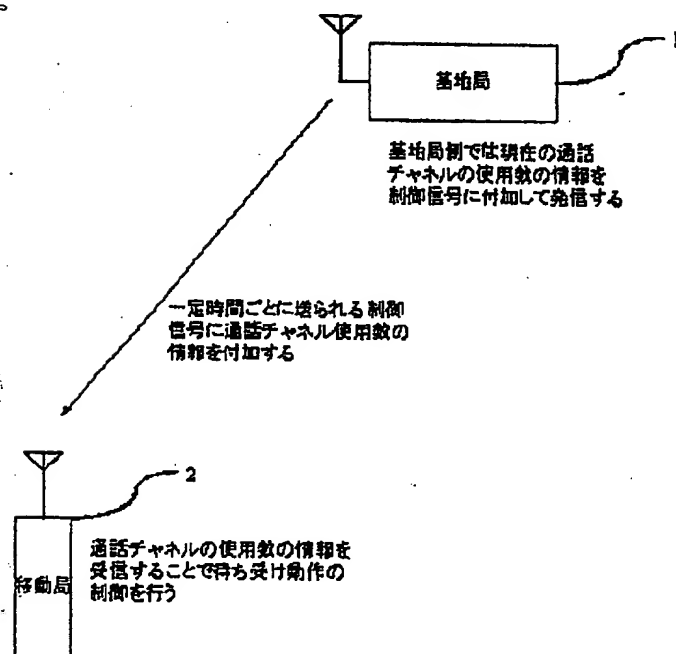 1
基地局
基地局側では現在の通話
チャネルの使用数の情報を
制御信号に付加して発信する
一定時間ごとに送られる制御
信号に通話チャネル使用数の
情報を付加する
2
通話チャネルの使用数の情報を
受信することで待ち受け動作の
制御を行う
移動局